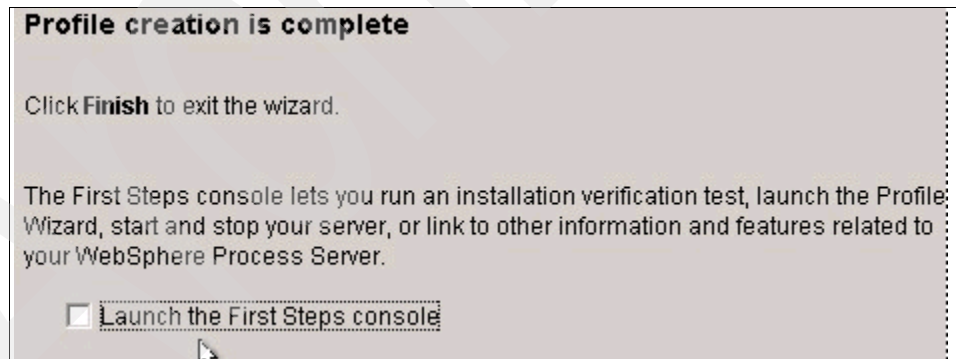 Profile creation is complete
Click Finish to exit the wizard.
The First Steps console lets you run an installation verification test, launch the Profile
Wizard, start and stop your server, or link to other information and features related to
your WebSphere Process Server.
Launch the First Steps console